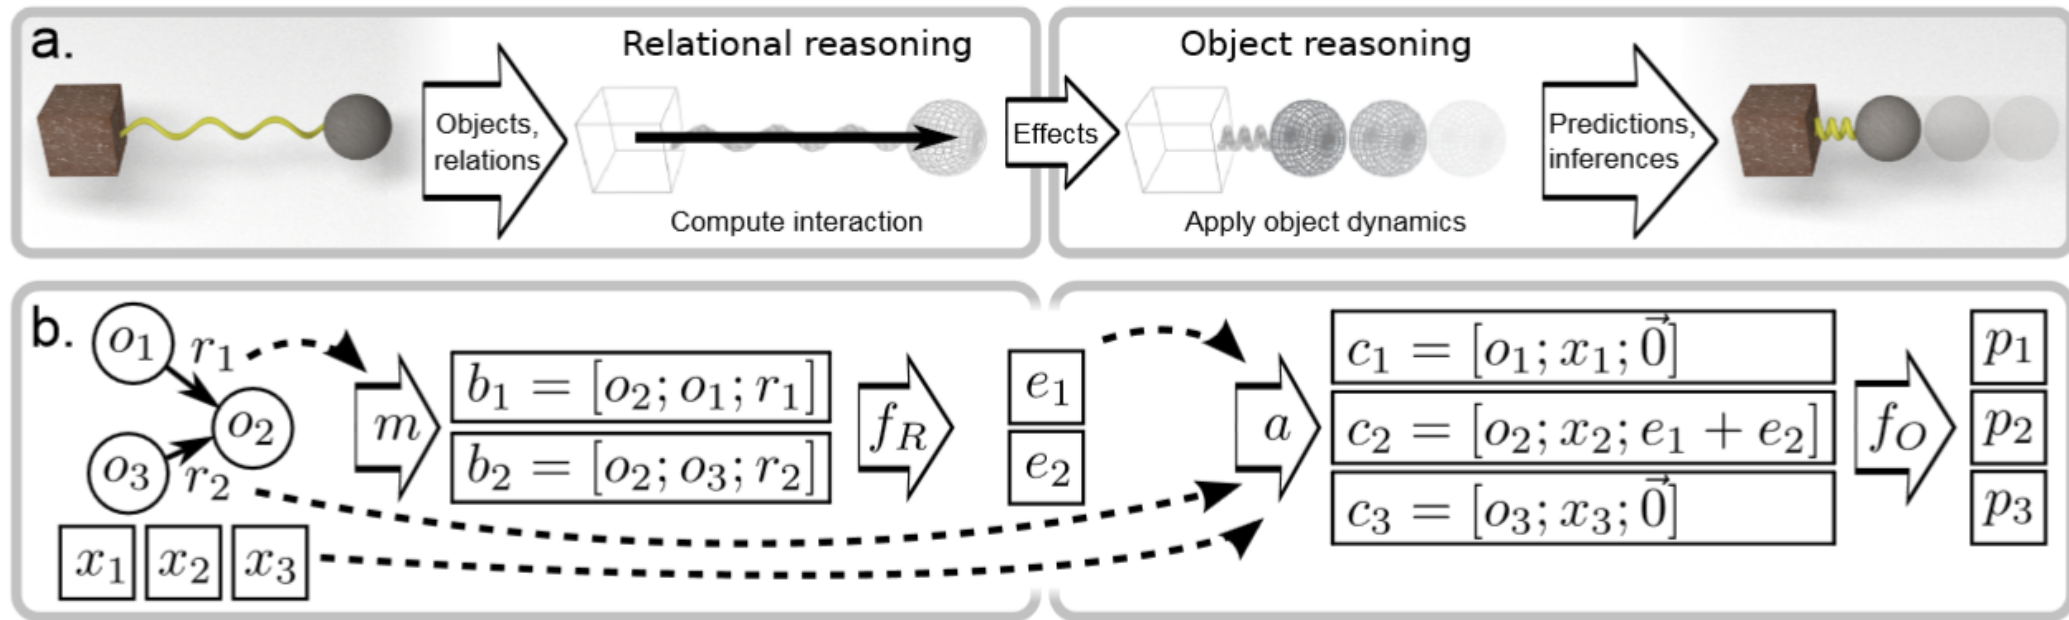 a.
Relational reasoning
Object reasoning
Objects,
relations
Effects
Predictions,
inferences
Compute interaction
Apply object dynamics
b.
o₁
r₁
o₂
o₃
r₂
x₁ x₂ x₃
m
b₁ = [o₂; o₁; r₁]
b₂ = [o₂; o₃; r₂]
f_R
e₁
e₂
a
c₁ = [o₁; x₁; 0⃗]
c₂ = [o₂; x₂; e₁ + e₂]
c₃ = [o₃; x₃; 0⃗]
f_O
p₁
p₂
p₃